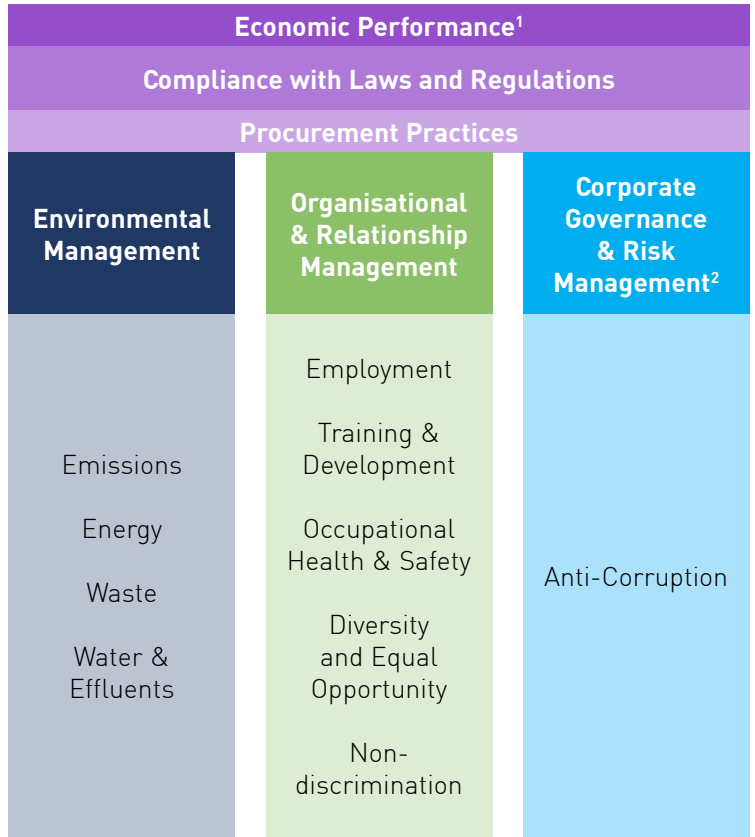 Economic Performance¹
Compliance with Laws and Regulations
Procurement Practices
Environmental
Management
Emissions
Energy
Waste
Water &
Effluents
Organisational
& Relationship
Management
Employment
Training &
Development
Occupational
Health & Safety
Diversity
and Equal
Opportunity
Non-
discrimination
Corporate
Governance
& Risk
Management²
Anti-Corruption